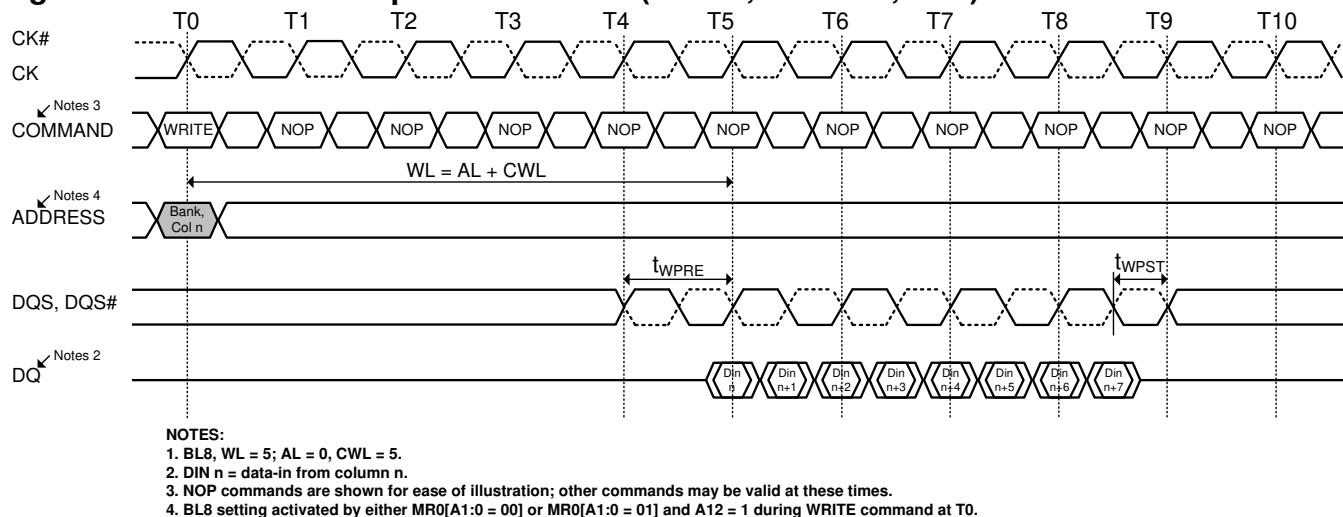 T0 T1 T2 T3 T4 T5 T6 T7 T8 T9 T10
CK#
CK
Notes 3
COMMAND WRITE NOP NOP NOP NOP NOP NOP NOP NOP NOP NOP
WL = AL + CWL
Notes 4
ADDRESS Bank,
Col n
tWPRE tWPST
DQS, DQS#
Notes 2
DQ
Din Din Din Din Din Din Din Din
n n+1 n+2 n+3 n+4 n+5 n+6 n+7
NOTES:
1. BL8, WL = 5; AL = 0, CWL = 5.
2. DIN n = data-in from column n.
3. NOP commands are shown for ease of illustration; other commands may be valid at these times.
4. BL8 setting activated by either MR0[A1:0 = 00] or MR0[A1:0 = 01] and A12 = 1 during WRITE command at T0.